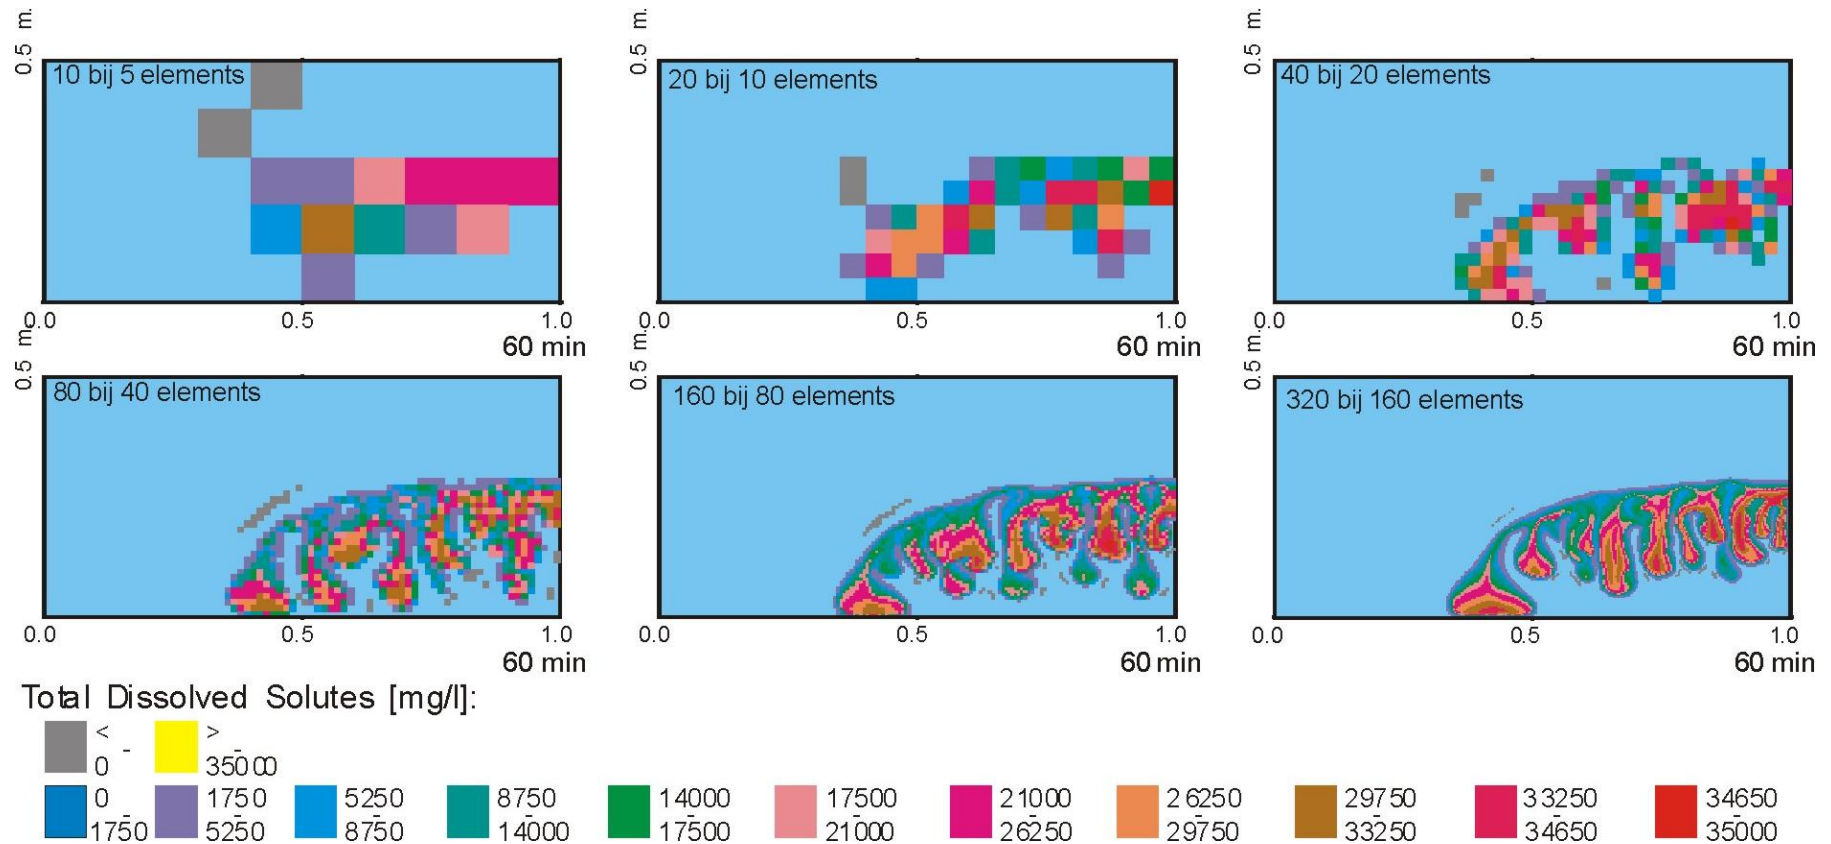 0.5 m.
10 bij 5 elements
0.0 0.5 1.0
60 min
0.5 m.
20 bij 10 elements
0.0 0.5 1.0
60 min
0.5 m.
40 bij 20 elements
0.0 0.5 1.0
60 min
0.5 m.
80 bij 40 elements
0.0 0.5 1.0
60 min
0.5 m.
160 bij 80 elements
0.0 0.5 1.0
60 min
0.5 m.
320 bij 160 elements
0.0 0.5 1.0
60 min
Total Dissolved Solutes [mg/l]:
< - 0
> - 35000
0 - 1750
1750 - 5250
5250 - 8750
8750 - 14000
14000 - 17500
17500 - 21000
21000 - 26250
26250 - 29750
29750 - 33250
33250 - 34650
34650 - 35000